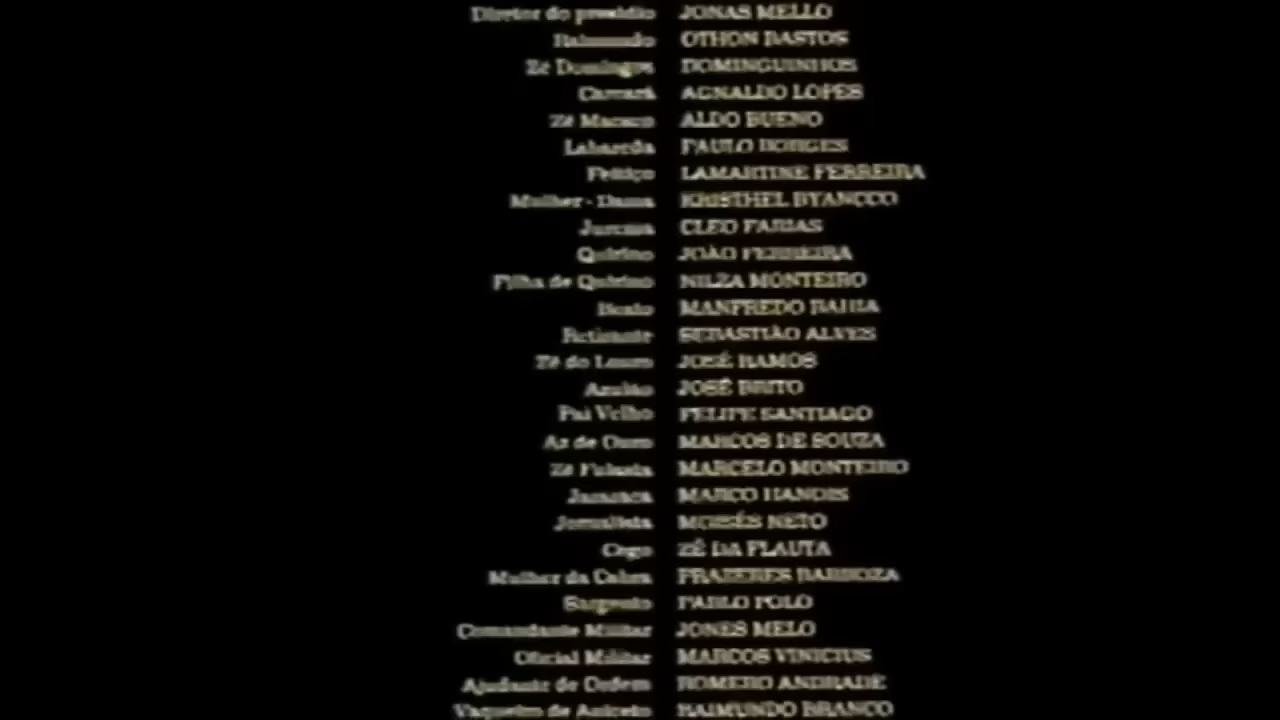 Diretor do presídio JONAS MELLO
Raimundo OTHON BASTOS
Zé Domingos DOMINGUINHOS
AGNALDO LOPES
Zé Macaco ALDO BUENO
Labareda PAULO BORGES
Feitiço LAMARTINE FERREIRA
Mulher-Dama KRISTHEL BYANCCO
Jurema CLEO FARIAS
Quirino JOÃO FERREIRA
Filha de Quirino NILZA MONTEIRO
Beato MANFREDO BAHIA
Retirante SEBASTIÃO ALVES
Zé do Louro JOSÉ RAMOS
Azulão JOSÉ BRITO
Pai Velho FELIPE SANTIAGO
Az de Ouro MARCOS DE SOUZA
Zé MARCELO MONTEIRO
Jararaca MARCO HANOIS
Jornalista MOISÉS NETO
Cego ZÉ DA FLAUTA
Mulher da Cabra PRAZERES BARBOZA
Sargento PABLO POLO
Comandante Militar JONES MELO
Oficial Militar MARCOS VINICIUS
Ajudante de Ordem ROMERO ANDRADE
Vaqueiro de Aniceto RAIMUNDO BRANCO